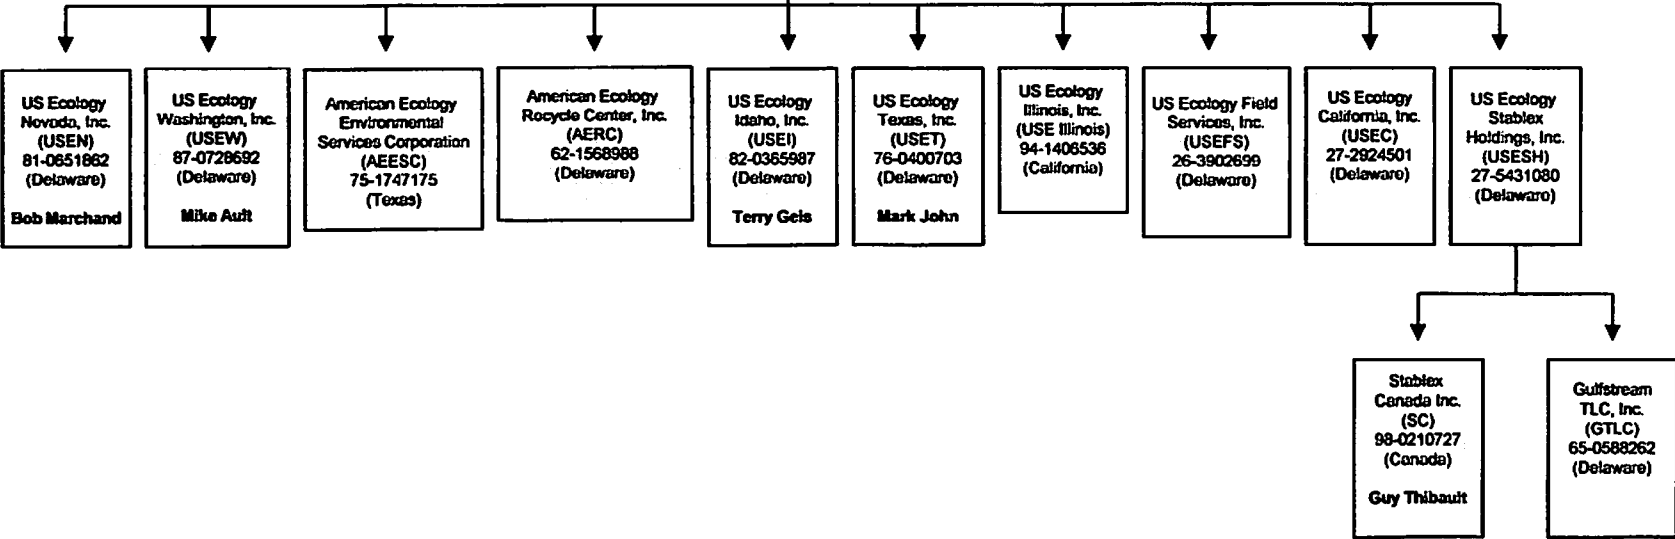 US Ecology
Nevada, Inc.
(USEN)
81-0651862
(Delaware)
Bob Marchand
US Ecology
Washington, Inc.
(USEW)
87-0728692
(Delaware)
Mike Ault
American Ecology
Environmental
Services Corporation
(AEESC)
75-1747175
(Texas)
American Ecology
Recycle Center, Inc.
(AERC)
62-1568988
(Delaware)
US Ecology
Idaho, Inc.
(USEI)
82-0365987
(Delaware)
Terry Geis
US Ecology
Texas, Inc.
(USET)
76-0400703
(Delaware)
Mark John
US Ecology
Illinois, Inc.
(USE Illinois)
94-1406536
(California)
US Ecology Field
Services, Inc.
(USEFS)
26-3902699
(Delaware)
US Ecology
California, Inc.
(USEC)
27-2924501
(Delaware)
US Ecology
Stablex
Holdings, Inc.
(USESH)
27-5431080
(Delaware)
Stablex
Canada Inc.
(SC)
98-0210727
(Canada)
Guy Thibault
Gulfstream
TLC, Inc.
(GTLC)
65-0588262
(Delaware)